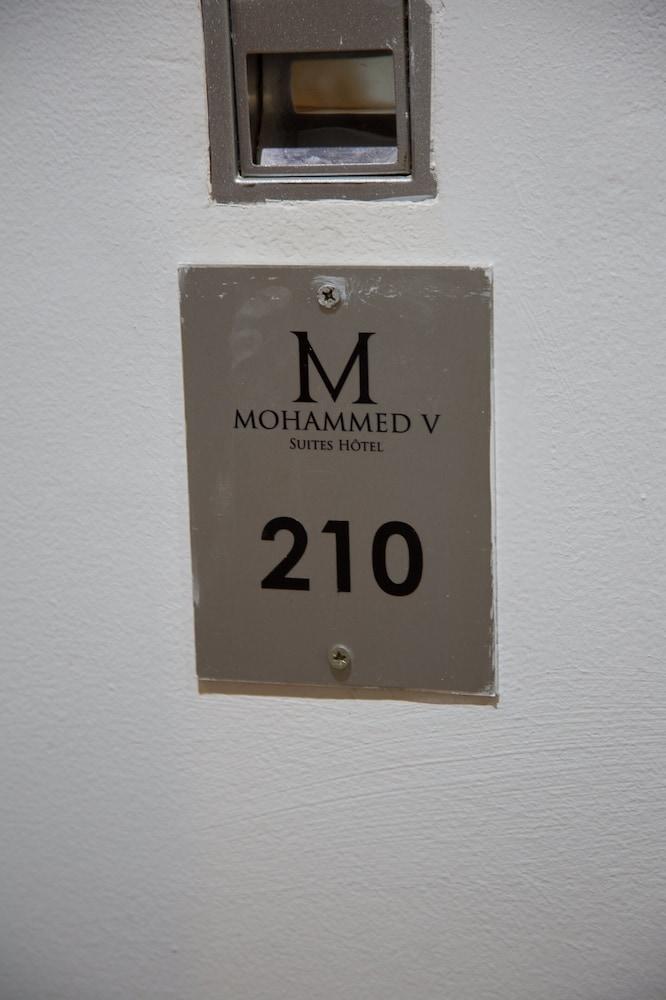 M
MOHAMMED V
SUITES HÔTEL
210